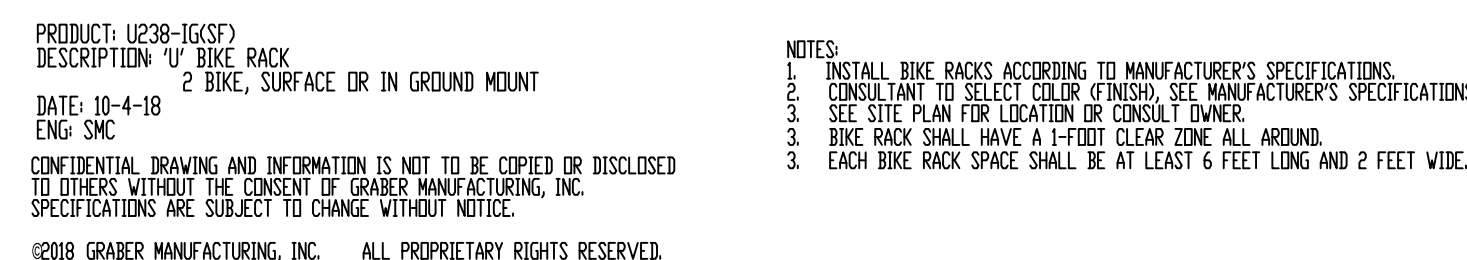 PRODUCT: U238-IG(SF)
DESCRIPTION: 'U' BIKE RACK
2 BIKE, SURFACE OR IN GROUND MOUNT
DATE: 10-4-18
ENG: SMC
CONFIDENTIAL DRAWING AND INFORMATION IS NOT TO BE COPIED OR DISCLOSED
TO OTHERS WITHOUT THE CONSENT OF GRABER MANUFACTURING, INC.
SPECIFICATIONS ARE SUBJECT TO CHANGE WITHOUT NOTICE.
©2018 GRABER MANUFACTURING, INC. ALL PROPRIETARY RIGHTS RESERVED.
NOTES:
1. INSTALL BIKE RACKS ACCORDING TO MANUFACTURER'S SPECIFICATIONS.
2. CONSULTANT TO SELECT COLOR (FINISH), SEE MANUFACTURER'S SPECIFICATIONS
3. SEE SITE PLAN FOR LOCATION OR CONSULT OWNER.
3. BIKE RACK SHALL HAVE A 1-FOOT CLEAR ZONE ALL AROUND.
3. EACH BIKE RACK SPACE SHALL BE AT LEAST 6 FEET LONG AND 2 FEET WIDE.